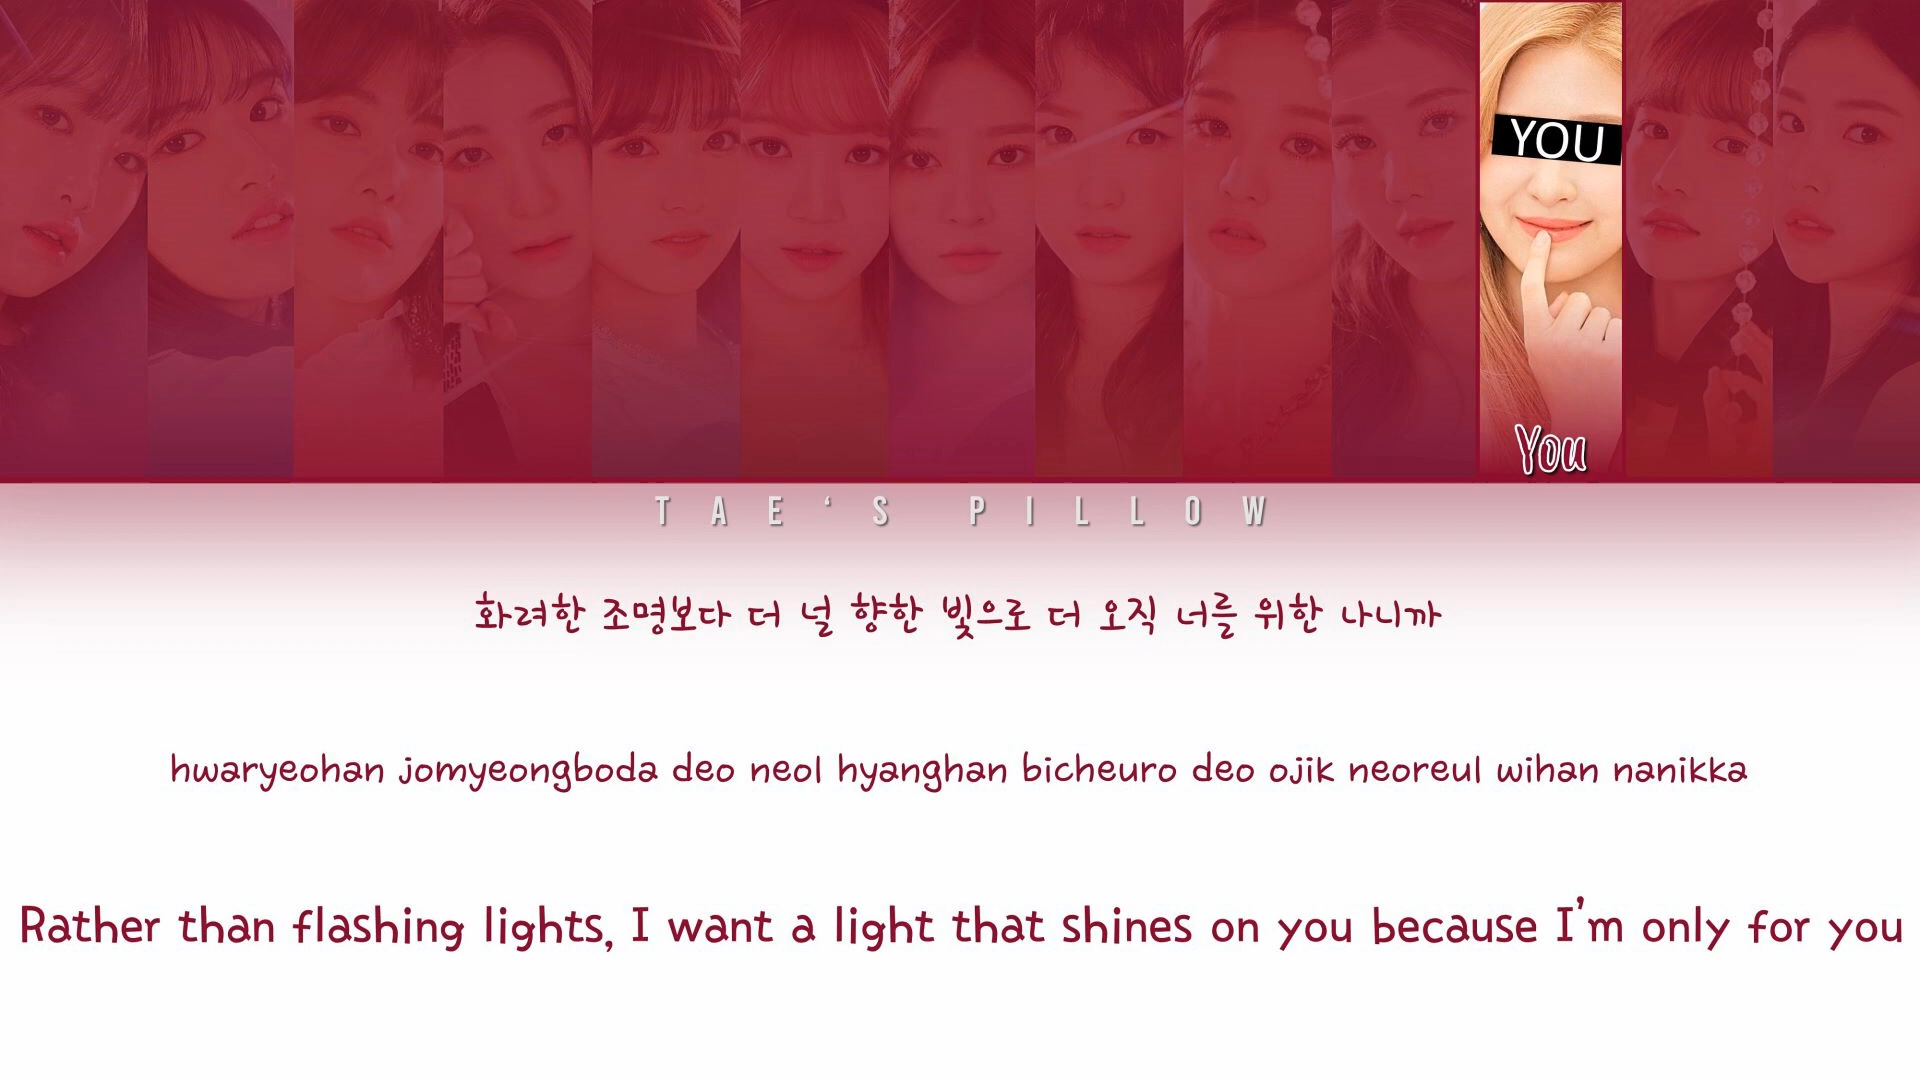 YOU
You
TAE‘S PILLOW
화려한 조명보다 더 널 향한 빛으로 더 오직 너를 위한 나니까
hwaryeohan jomyeongboda deo neol hyanghan bicheuro deo ojik neoreul wihan nanikka
Rather than flashing lights, I want a light that shines on you because I'm only for you